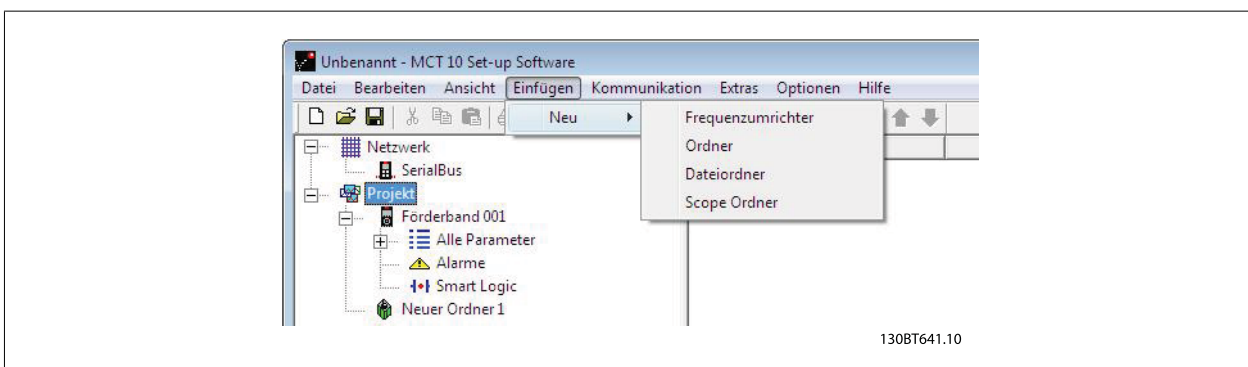 Unbenannt - MCT 10 Set-up Software
Datei Bearbeiten Ansicht Einfügen Kommunikation Extras Optionen Hilfe
Neu
Frequenzumrichter
Ordner
Dateiordner
Scope Ordner
Netzwerk
SerialBus
Projekt
Förderband 001
Alle Parameter
Alarme
Smart Logic
Neuer Ordner 1
130BT641.10